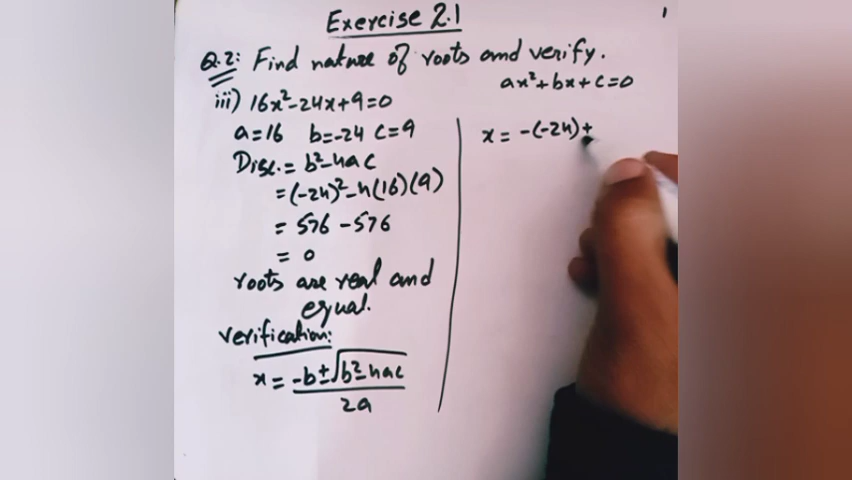 Exercise 2.1
Q.2: Find nature of roots and verify.
ax²+bx+c=0
iii) 16x²-24x+9=0
a=16 b=-24 c=9
Disc.= b²-4ac
=(-24)²-4(16)(9)
= 576-576
= 0
roots are real and
equal.
verification:
x = -b±√b²-4ac
2a
x = -(-24)+